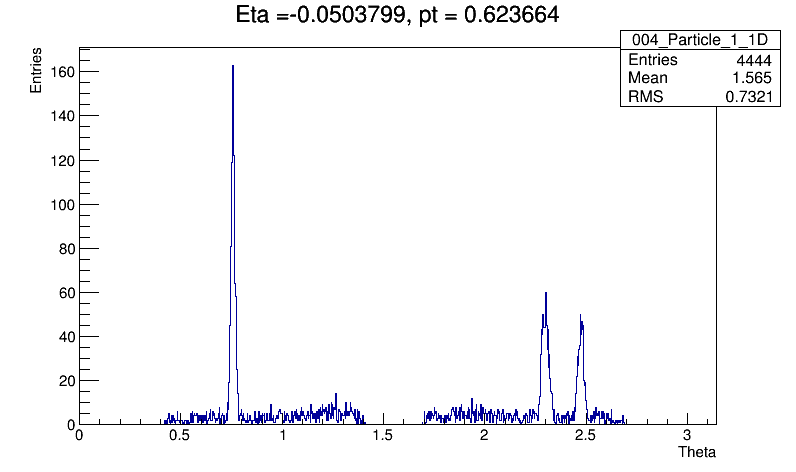 Eta =-0.0503799, pt = 0.623664
004_Particle_1_1D
Entries 4444
Mean 1.565
RMS 0.7321
Entries
160
140
120
100
80
60
40
20
0
0 0.5 1 1.5 2 2.5 3
Theta